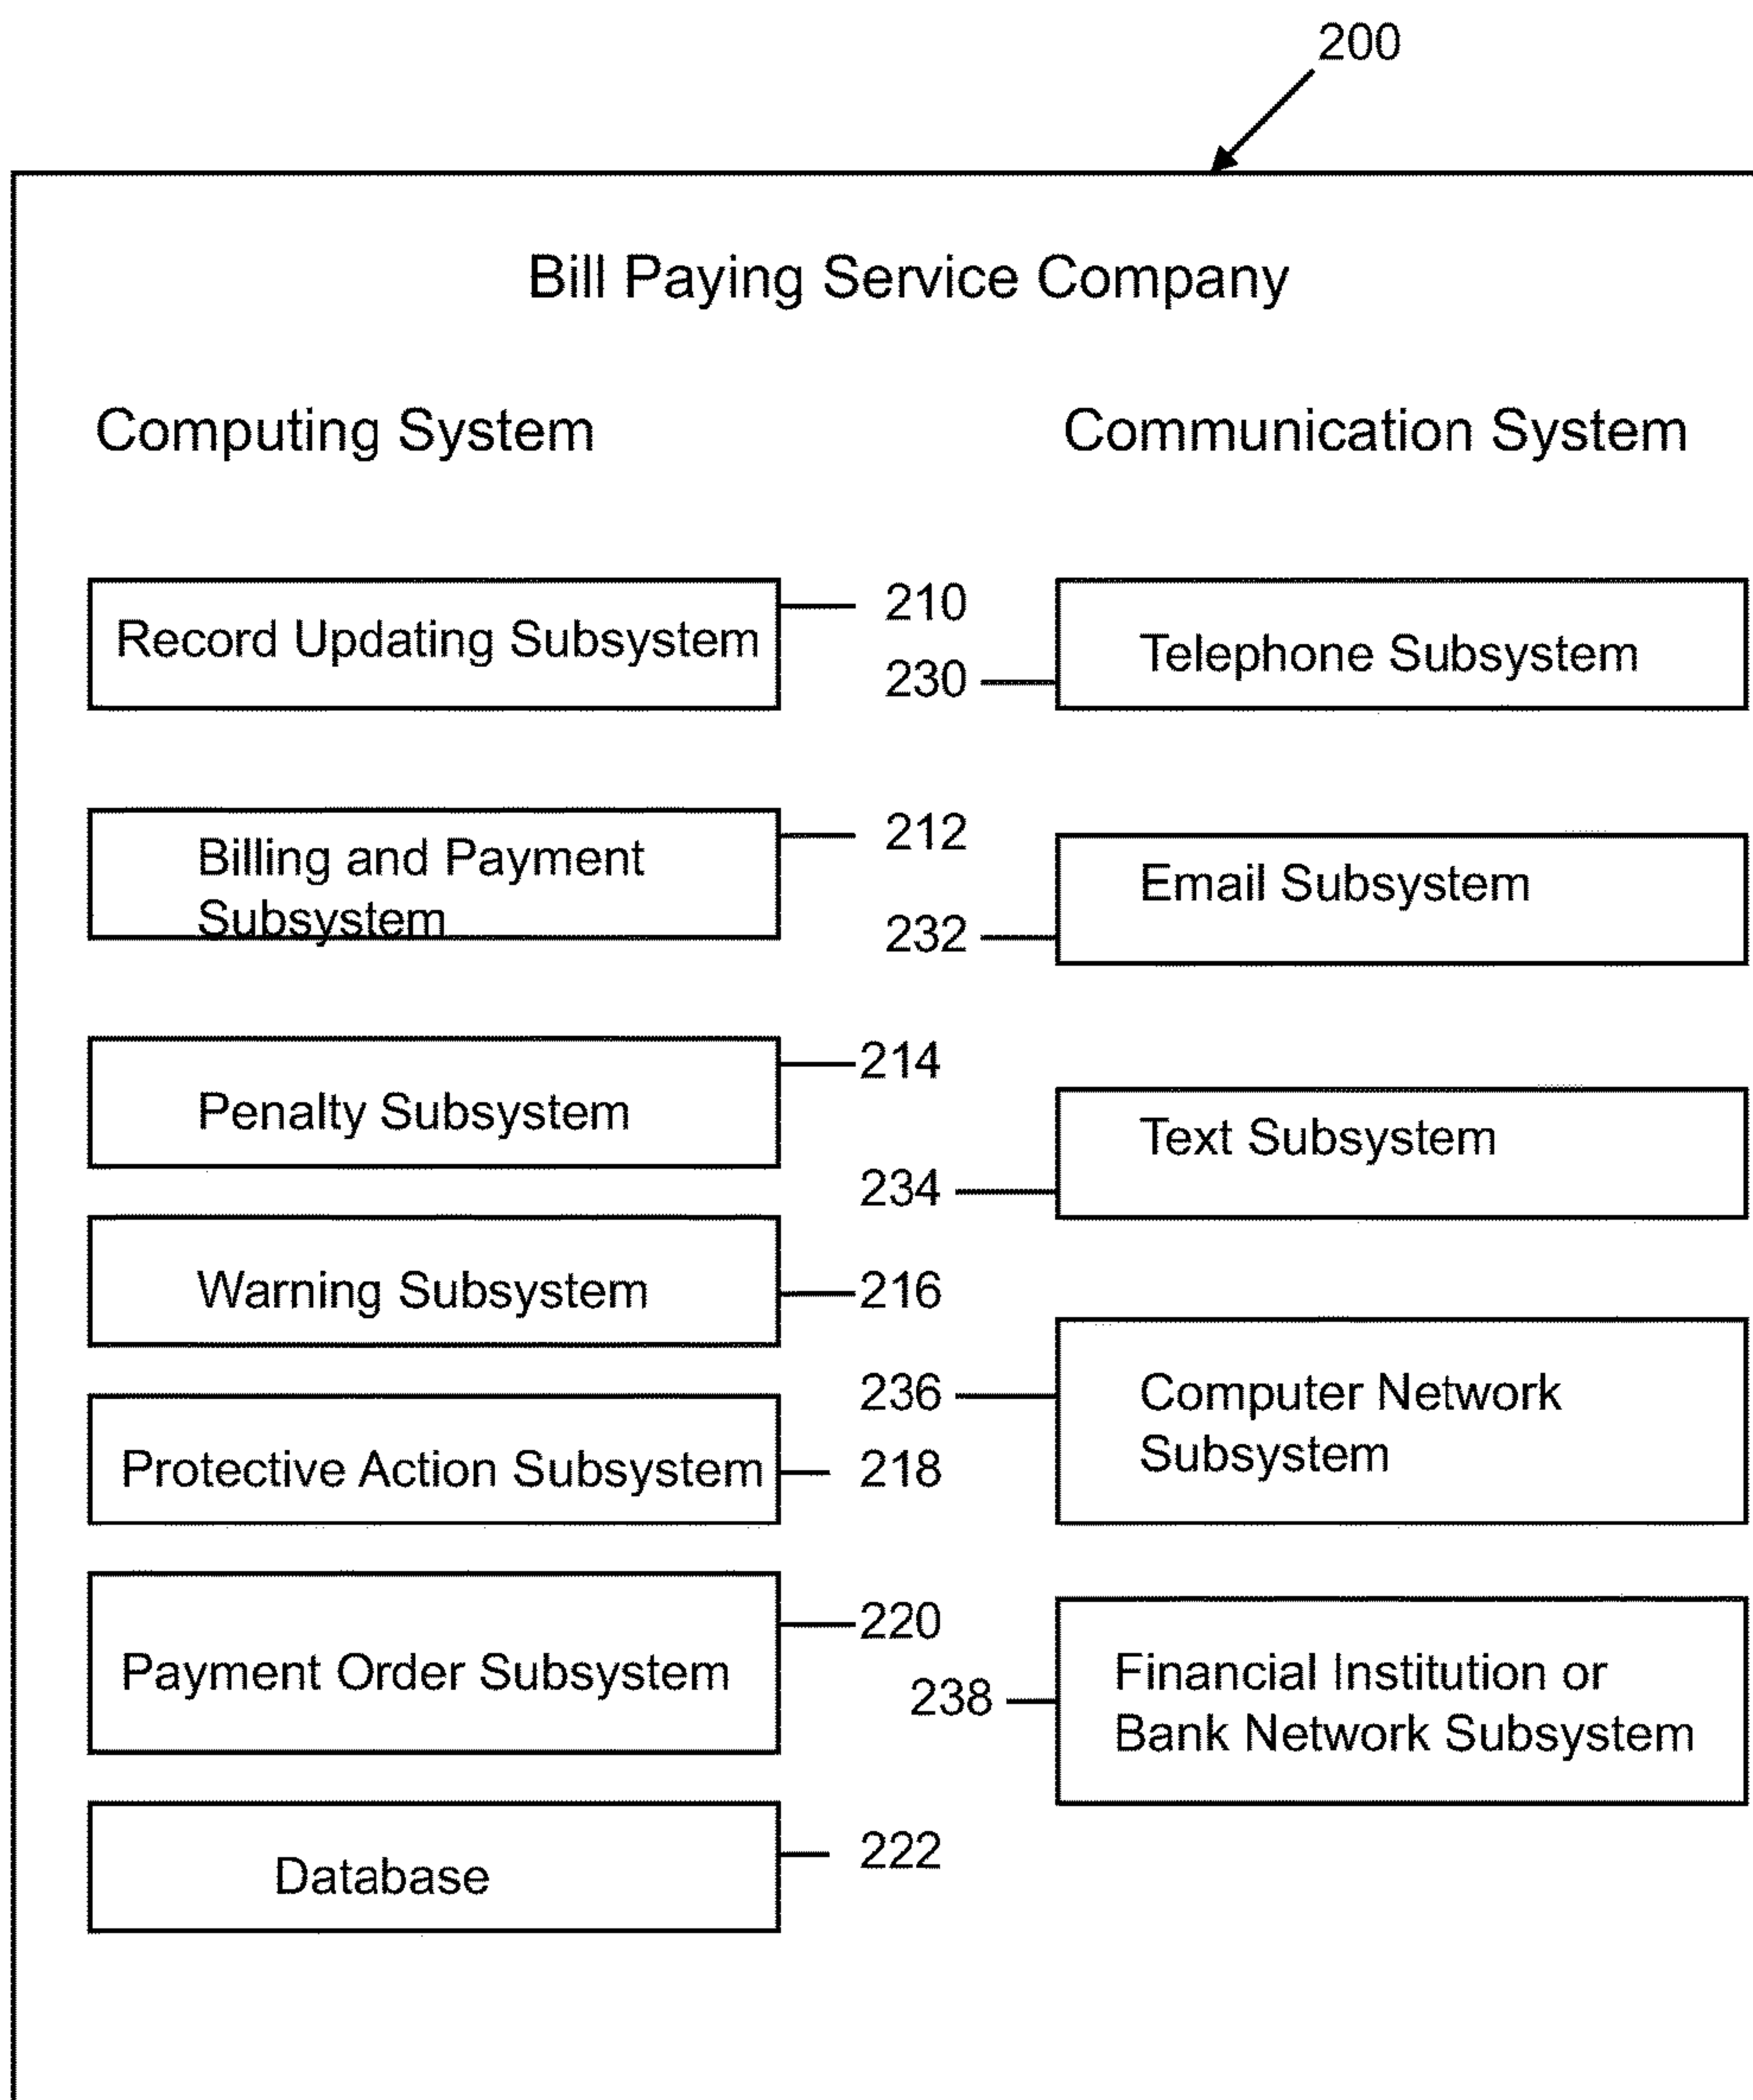 200
Bill Paying Service Company
Computing System
Communication System
Record Updating Subsystem
210
230
Telephone Subsystem
Billing and Payment
Subsystem
212
232
Email Subsystem
Penalty Subsystem
214
234
Text Subsystem
Warning Subsystem
216
236
Computer Network
Subsystem
Protective Action Subsystem
218
Payment Order Subsystem
220
238
Financial Institution or
Bank Network Subsystem
Database
222